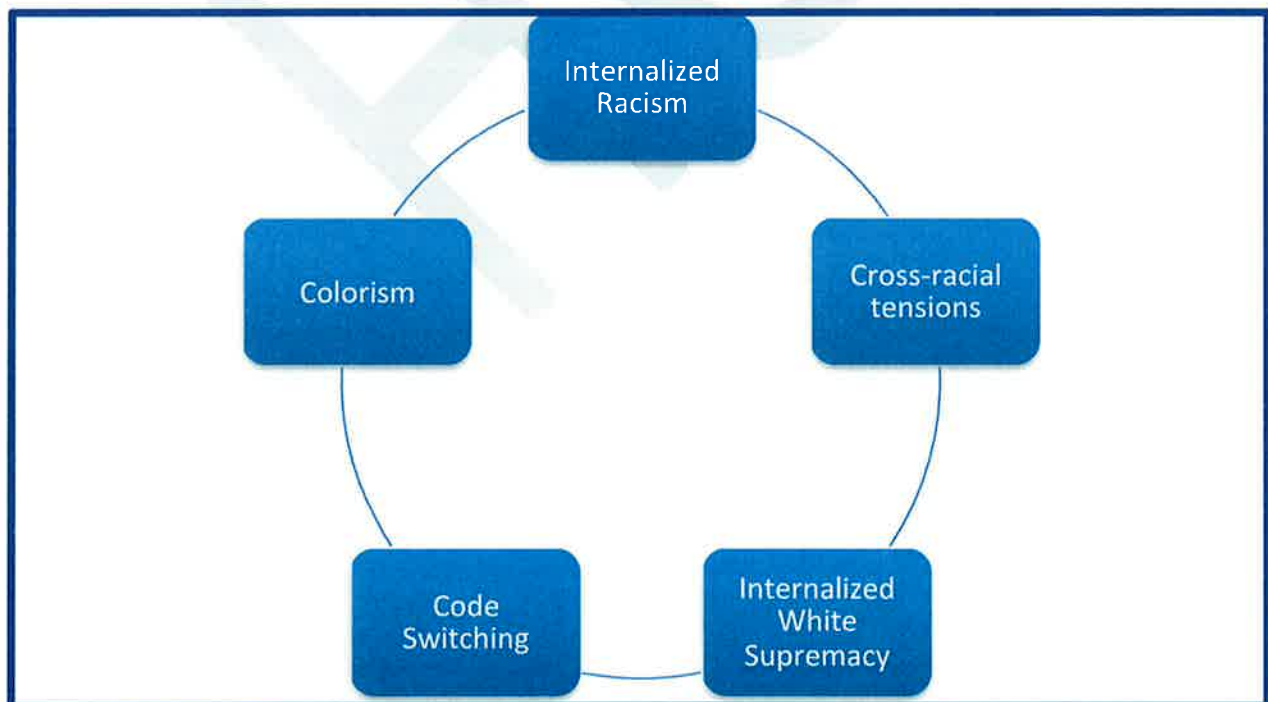 Internalized
Racism
Cross-racial
tensions
Internalized
White
Supremacy
Code
Switching
Colorism